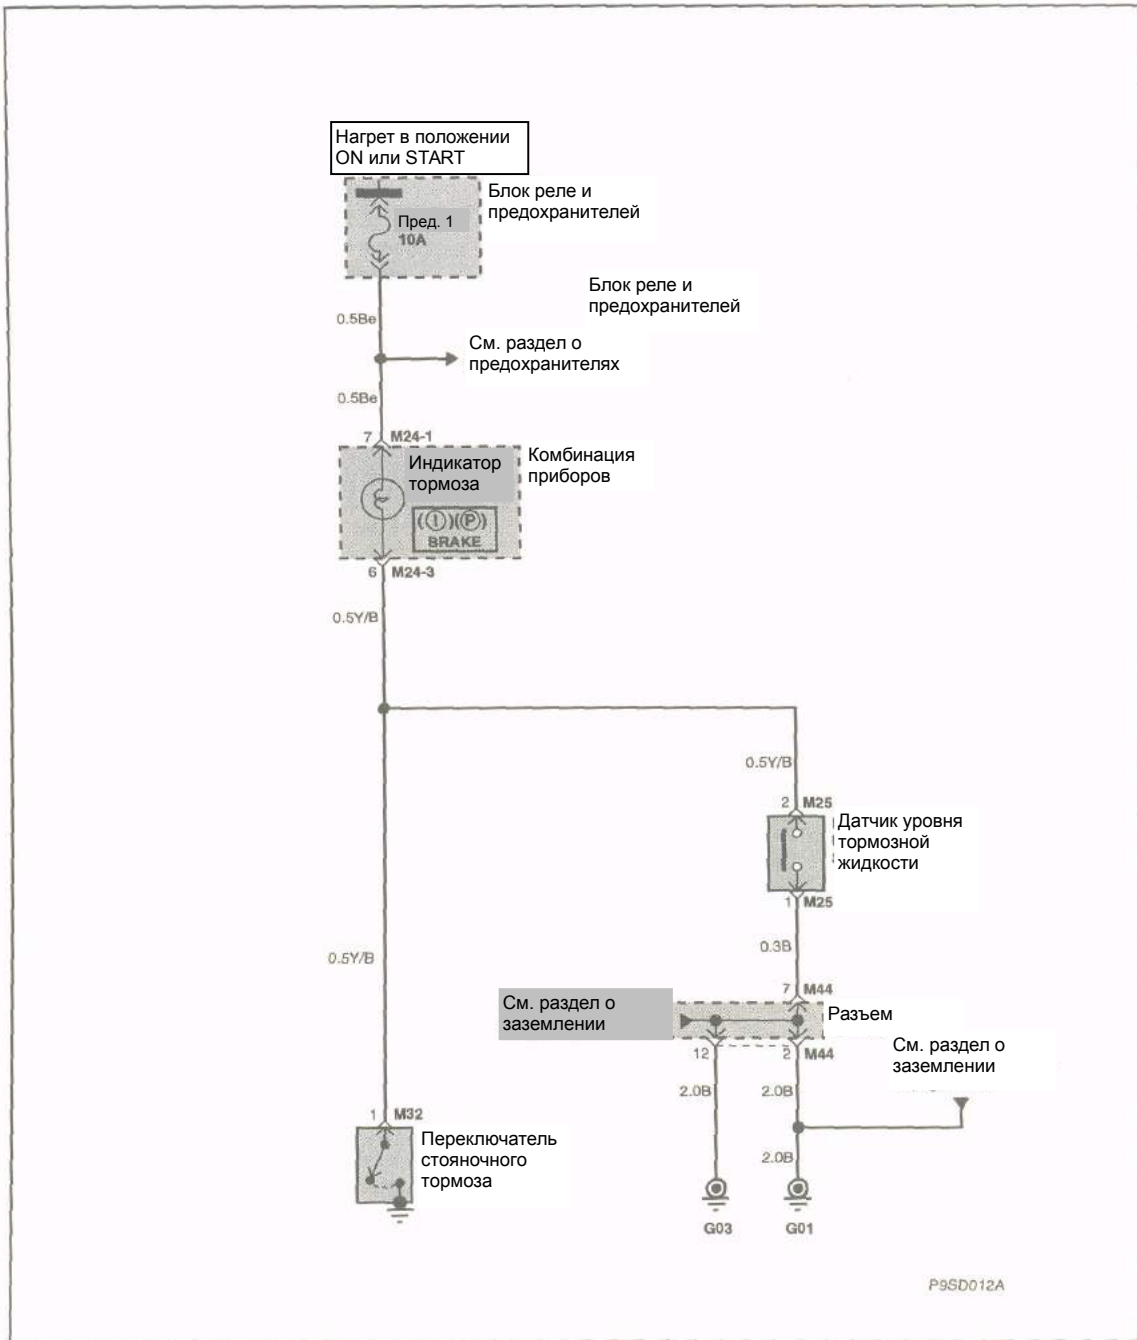 Нагрет в положении
ON или START
Блок реле и
предохранителей
Пред. 1
10A
Блок реле и
предохранителей
0.5Be
См. раздел о
предохранителях
0.5Be
7 M24-1
Индикатор
тормоза
Комбинация
приборов
(!)(P)
BRAKE
6 M24-3
0.5Y/B
0.5Y/B
2 M25
Датчик уровня
тормозной
жидкости
1 M25
0.3B
0.5Y/B
7 M44
См. раздел о
заземлении
Разъем
12 2 M44
См. раздел о
заземлении
2.0B 2.0B
1 M32
Переключатель
стояночного
тормоза
2.0B
G03 G01
P9SD012A